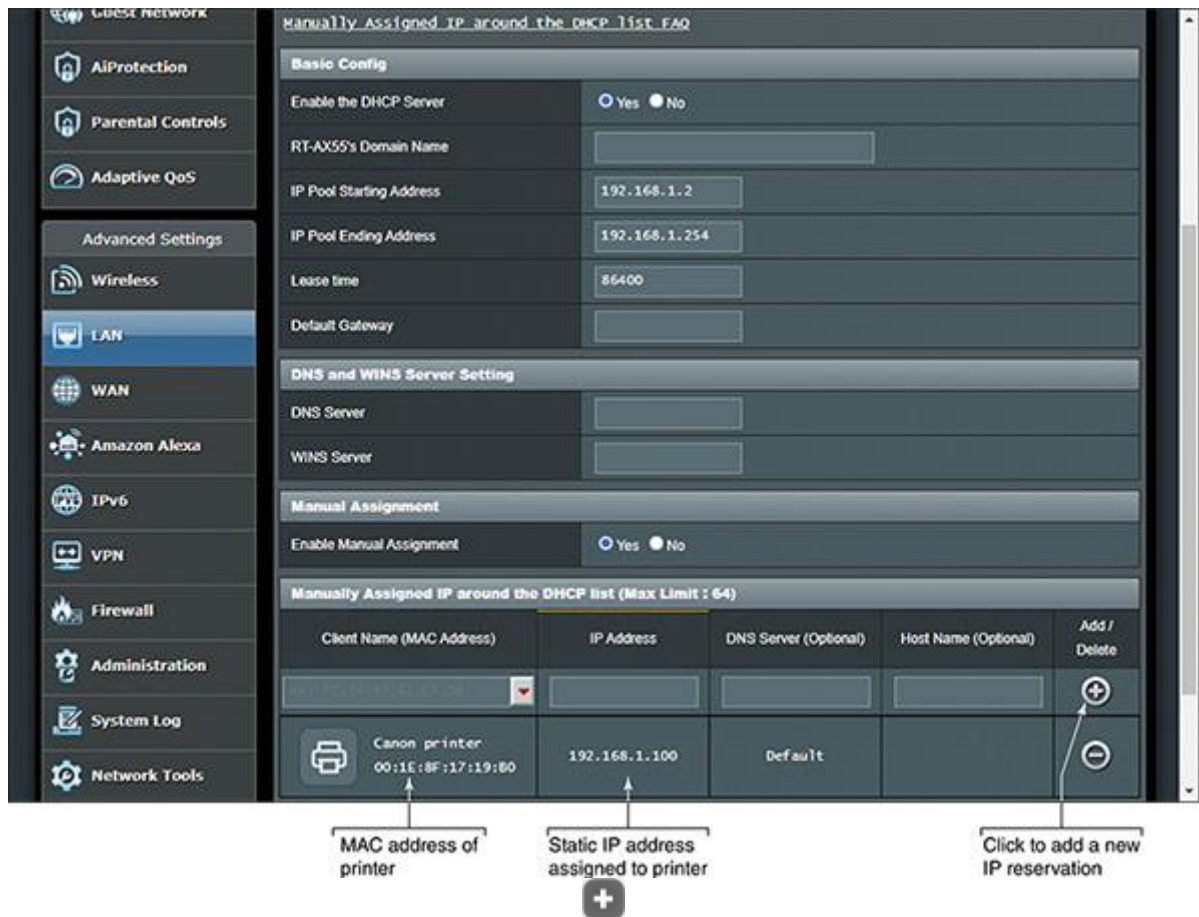 Guest Network
Manually Assigned IP around the DHCP list FAQ
AiProtection
Basic Config
Enable the DHCP Server Yes No
Parental Controls
RT-AX55's Domain Name
Adaptive QoS
IP Pool Starting Address 192.168.1.2
Advanced Settings
IP Pool Ending Address 192.168.1.254
Wireless
Lease time 86400
LAN
Default Gateway
DNS and WINS Server Setting
WAN
DNS Server
Amazon Alexa
WINS Server
IPv6
Manual Assignment
VPN
Enable Manual Assignment Yes No
Firewall
Manually Assigned IP around the DHCP list (Max Limit : 64)
Client Name (MAC Address) IP Address DNS Server (Optional) Host Name (Optional) Add / Delete
Administration
System Log
Network Tools
Canon printer
00:1E:8F:17:19:B0 192.168.1.100 Default
MAC address of
printer
Static IP address
assigned to printer
Click to add a new
IP reservation